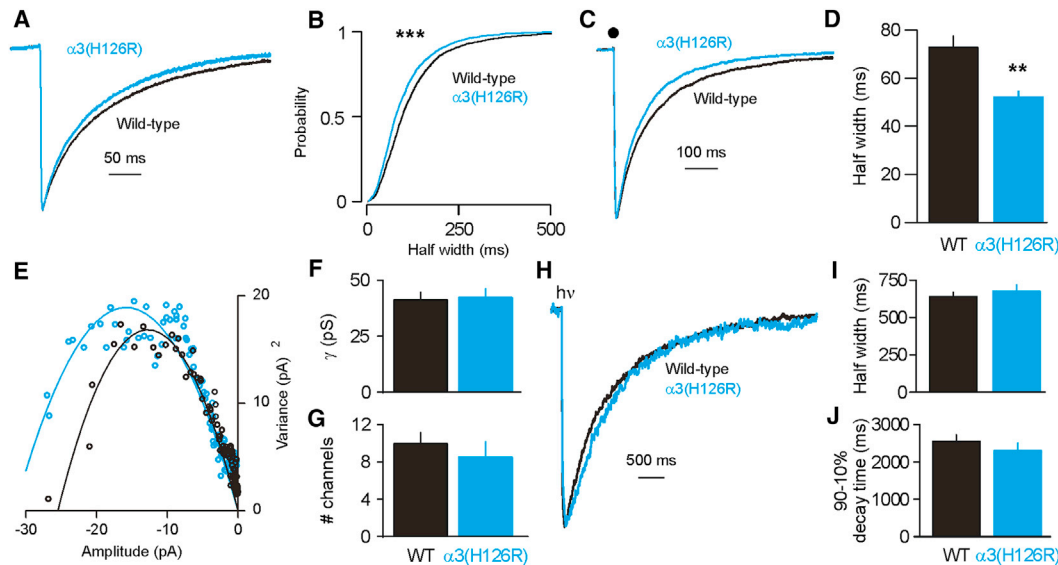 A
α3(H126R)
Wild-type
50 ms
B
Probability
1
0.5
0
***
Wild-type
α3(H126R)
0
250
500
Half width (ms)
C
α3(H126R)
Wild-type
100 ms
D
Half width (ms)
80
60
40
20
0
**
WT
α3(H126R)
E
20
10
0
Variance (pA)²
-30
-20
-10
0
Amplitude (pA)
F
γ (pS)
50
25
0
G
# channels
12
8
4
0
WT
α3(H126R)
H
hν
Wild-type
α3(H126R)
500 ms
I
Half width (ms)
750
500
250
0
J
90-10%
decay time (ms)
3000
2000
1000
0
WT
α3(H126R)